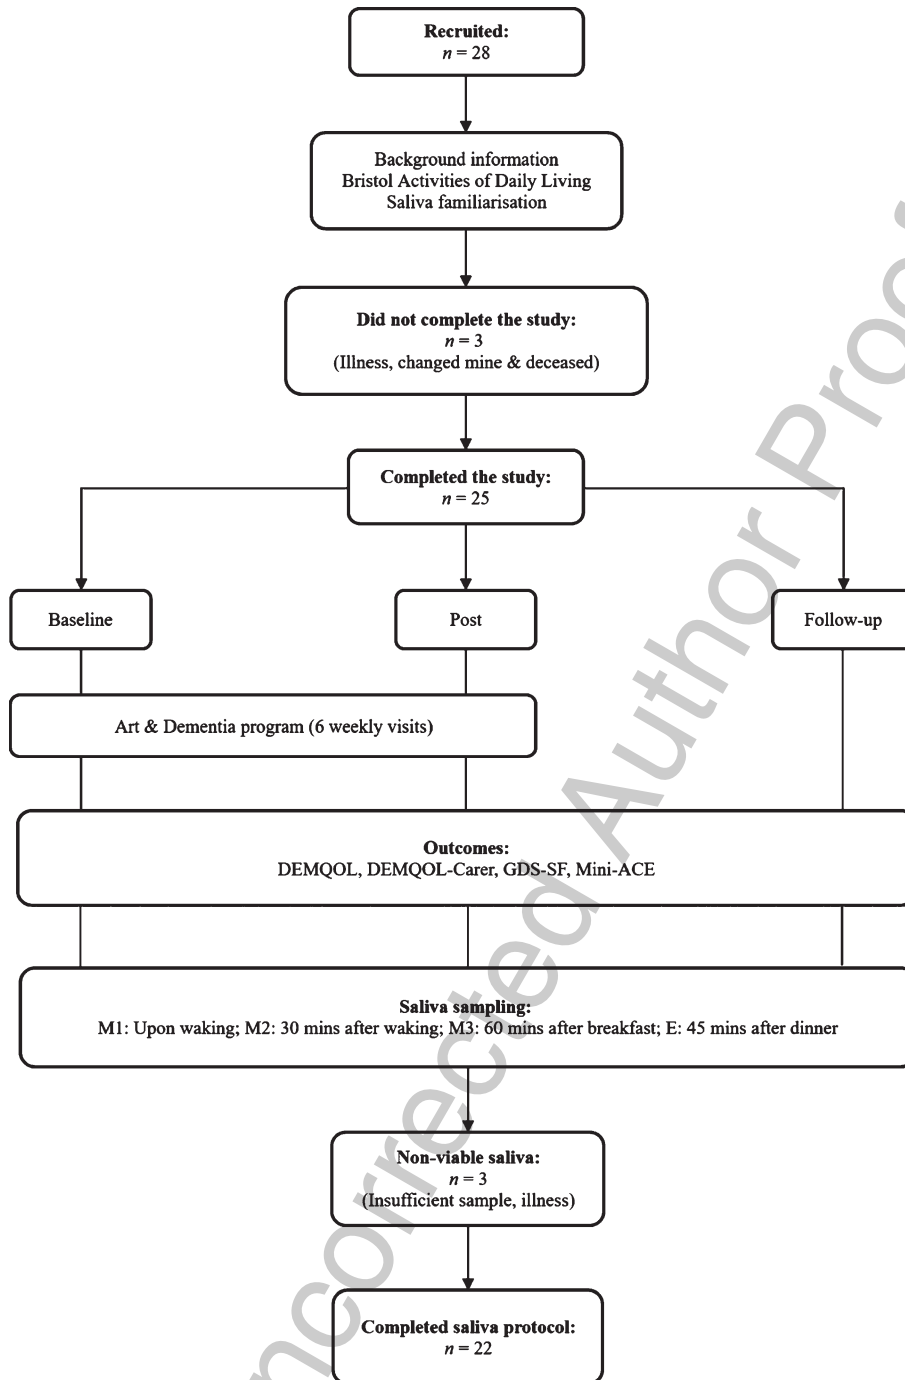 Recruited:
n = 28
Background information
Bristol Activities of Daily Living
Saliva familiarisation
Did not complete the study:
n = 3
(Illness, changed mine & deceased)
Completed the study:
n = 25
Baseline
Post
Follow-up
Art & Dementia program (6 weekly visits)
Outcomes:
DEMQOL, DEMQOL-Carer, GDS-SF, Mini-ACE
Saliva sampling:
M1: Upon waking; M2: 30 mins after waking; M3: 60 mins after breakfast; E: 45 mins after dinner
Non-viable saliva:
n = 3
(Insufficient sample, illness)
Completed saliva protocol:
n = 22
ncorrected Author Proof